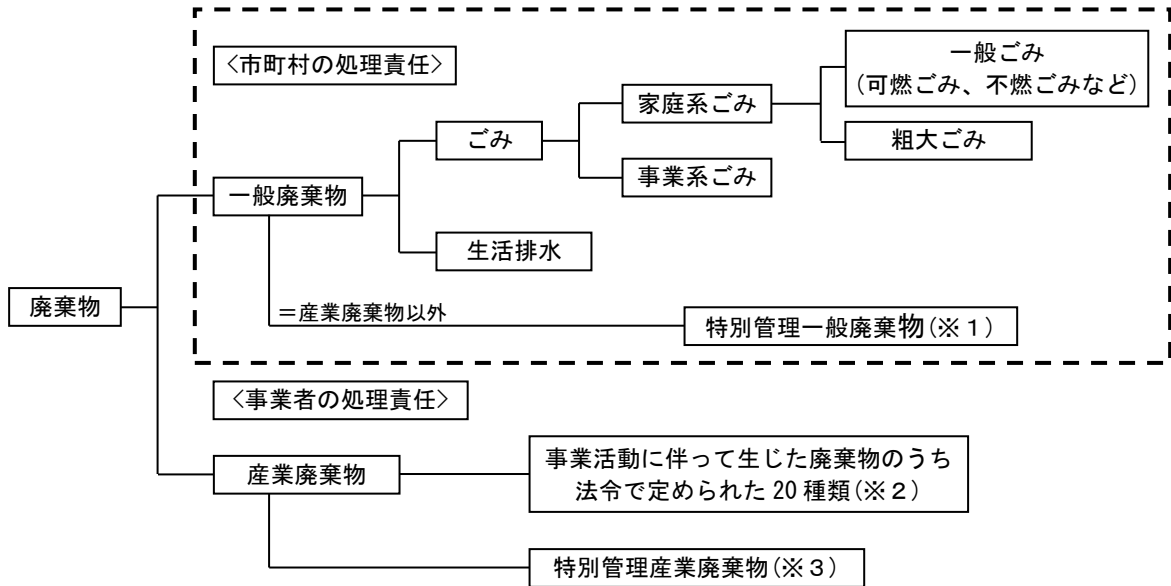 〈市町村の処理責任〉
一般ごみ
(可燃ごみ、不燃ごみなど)
家庭系ごみ
ごみ
粗大ごみ
事業系ごみ
一般廃棄物
生活排水
廃棄物
＝産業廃棄物以外
特別管理一般廃棄物(※１)
〈事業者の処理責任〉
産業廃棄物
事業活動に伴って生じた廃棄物のうち
法令で定められた 20 種類(※２)
特別管理産業廃棄物(※３)